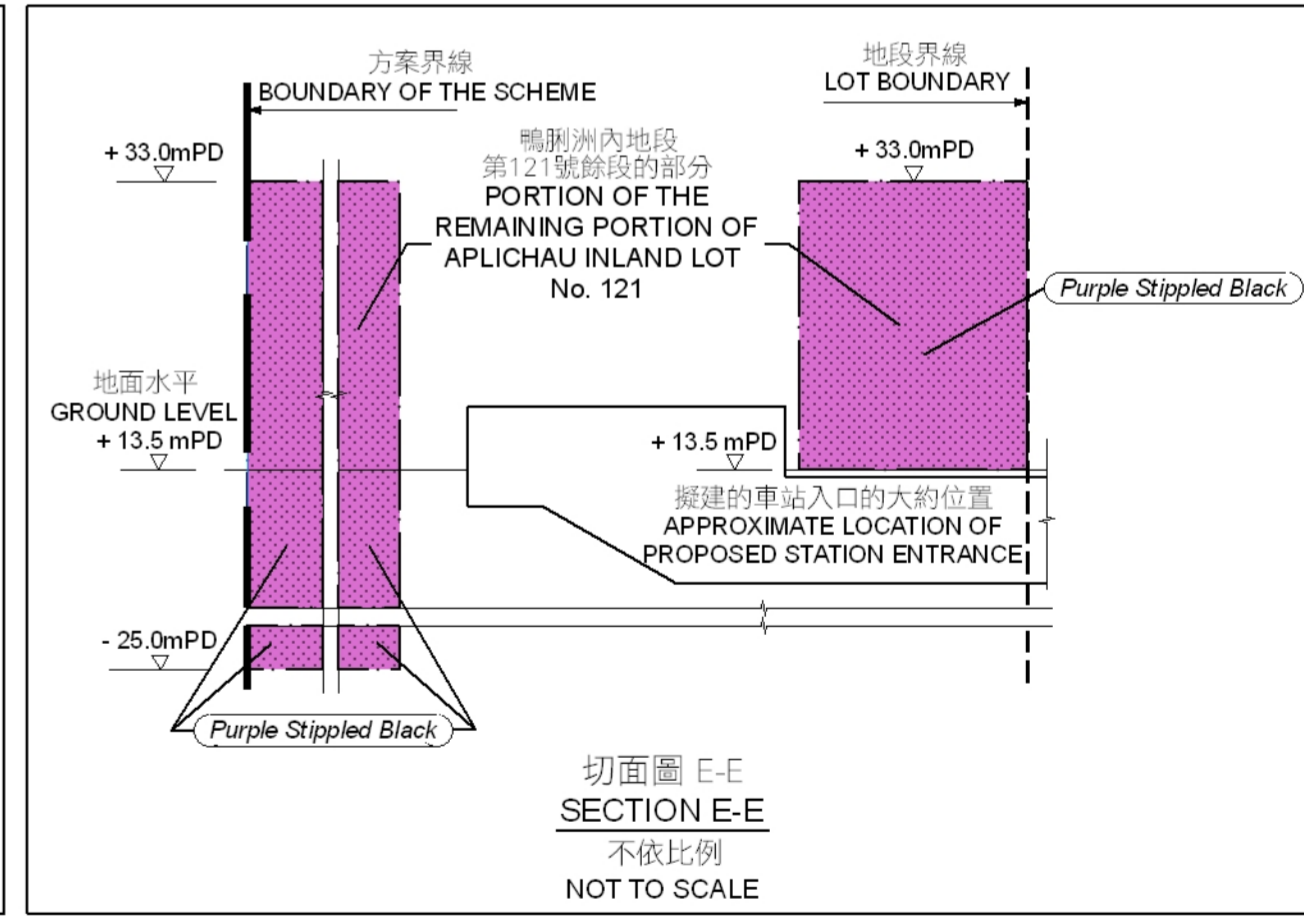 方案界線
BOUNDARY OF THE SCHEME
地段界線
LOT BOUNDARY
+ 33.0mPD
鴨脷洲內地段
第121號餘段的部分
PORTION OF THE
REMAINING PORTION OF
APLICHAU INLAND LOT
No. 121
+ 33.0mPD
Purple Stippled Black
地面水平
GROUND LEVEL
+ 13.5 mPD
+ 13.5 mPD
擬建的車站入口的大約位置
APPROXIMATE LOCATION OF
PROPOSED STATION ENTRANCE
- 25.0mPD
Purple Stippled Black
切面圖 E-E
SECTION E-E
不依比例
NOT TO SCALE